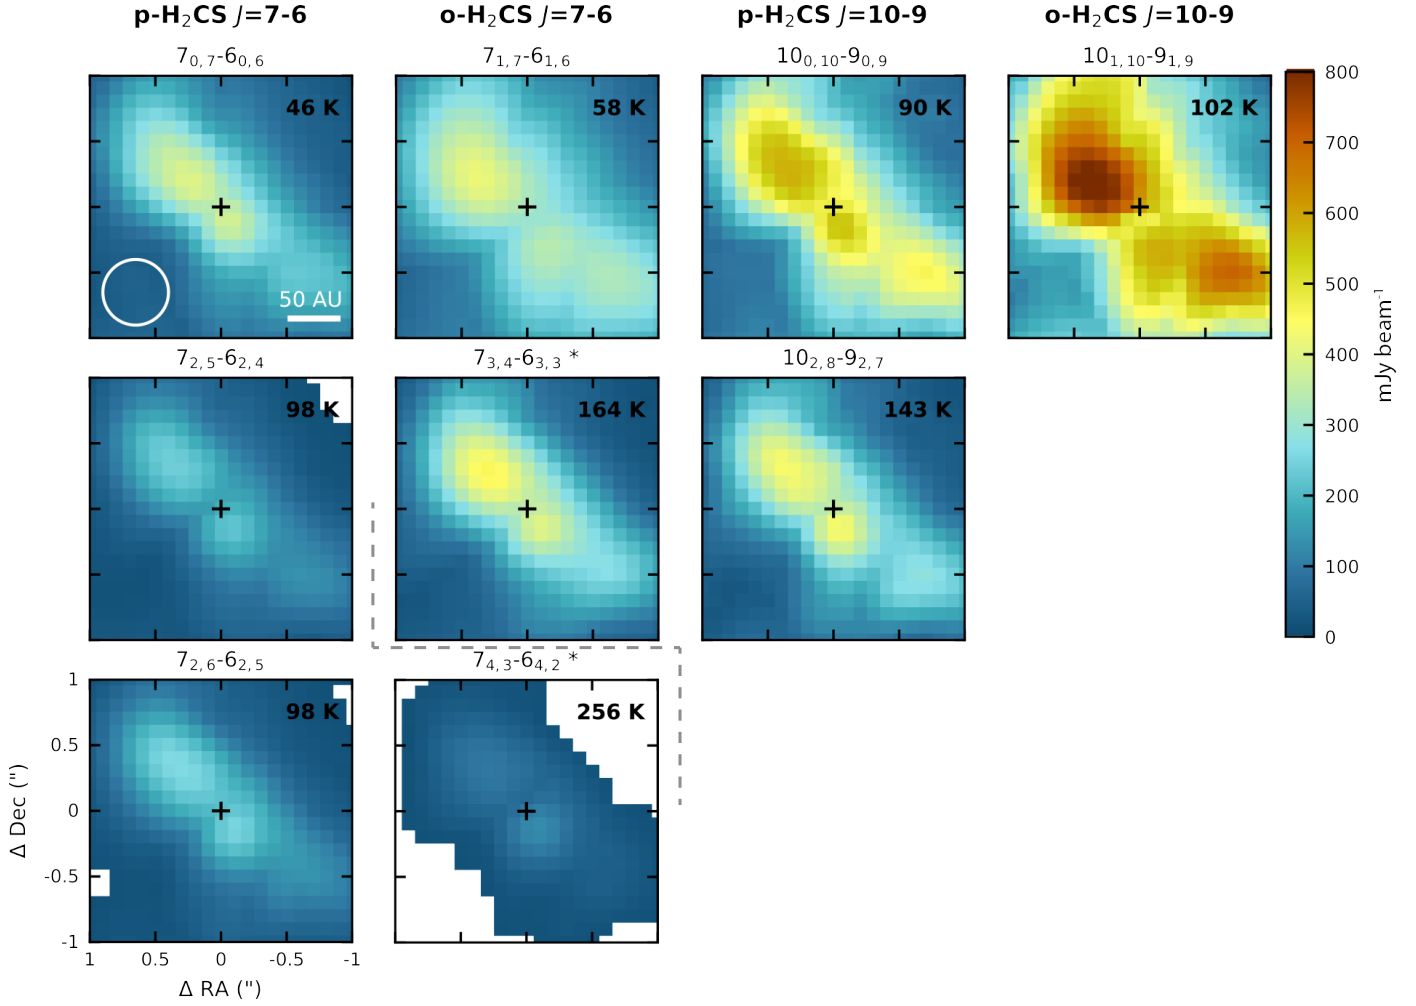 p-H₂CS J=7-6 o-H₂CS J=7-6 p-H₂CS J=10-9 o-H₂CS J=10-9
7₀,₇-6₀,₆ 7₁,₇-6₁,₆ 10₀,₁₀-9₀,₉ 10₁,₁₀-9₁,₉
46 K 58 K 90 K 102 K
50 AU
7₂,₅-6₂,₄ 7₃,₄-6₃,₃ * 10₂,₈-9₂,₇
98 K 164 K 143 K
7₂,₆-6₂,₅ 7₄,₃-6₄,₂ *
98 K 256 K
1
0.5
0
-0.5
-1
Δ Dec (")
1 0.5 0 -0.5 -1
Δ RA (")
800
700
600
500
400
300
200
100
0
mJy beam⁻¹